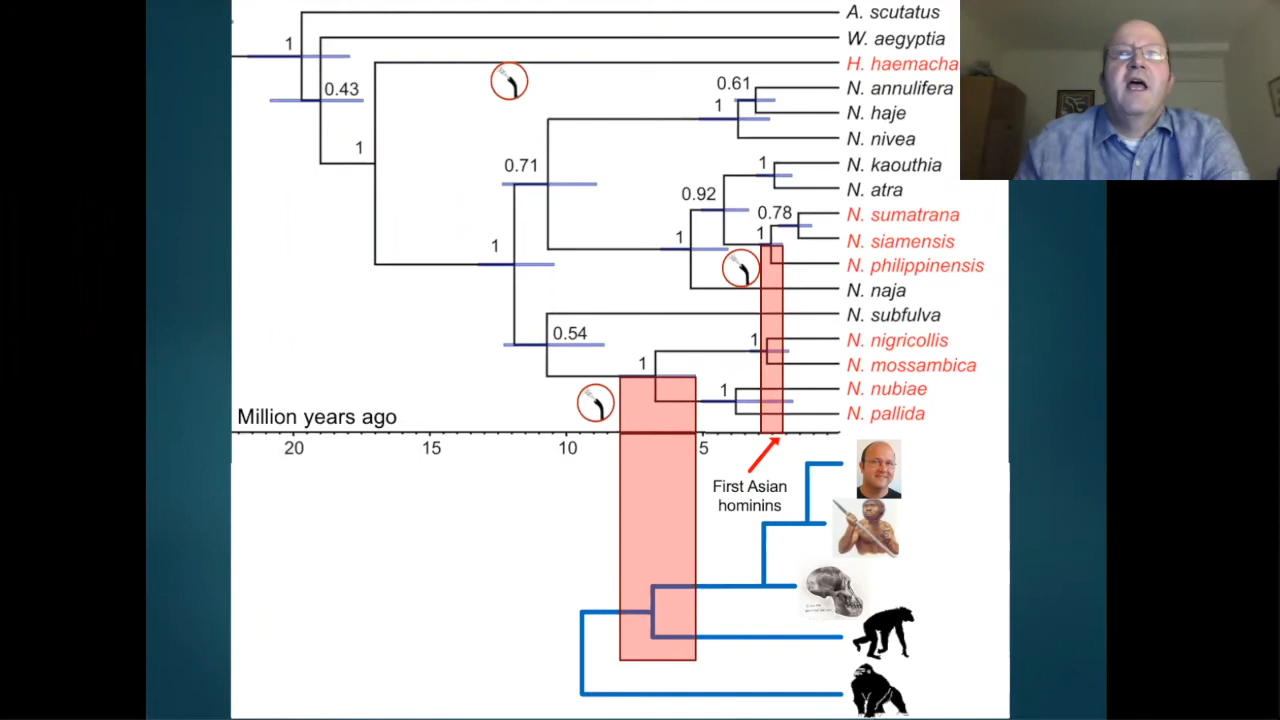 A. scutatus
1
W. aegyptia
0.43
H. haemacha
1
0.61
N. annulifera
1
N. haje
N. nivea
0.71
1
N. kaouthia
N. atra
0.92
0.78
N. sumatrana
1
1
1
N. siamensis
N. philippinensis
N. naja
N. subfulva
0.54
1
N. nigricollis
1
N. mossambica
1
N. nubiae
N. pallida
Million years ago
20 15 10 5
First Asian
hominins